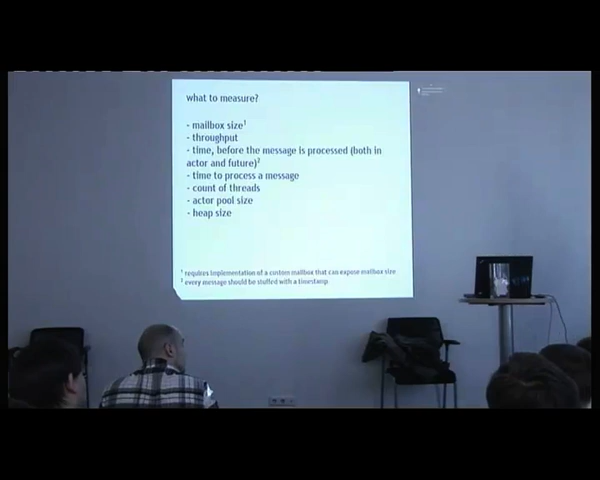 what to measure?
- mailbox size¹
- throughput
- time, before the message is processed (both in
actor and future)²
- time to process a message
- count of threads
- actor pool size
- heap size
¹ requires implementation of a custom mailbox that can expose mailbox size
² every message should be stuffed with a timestamp